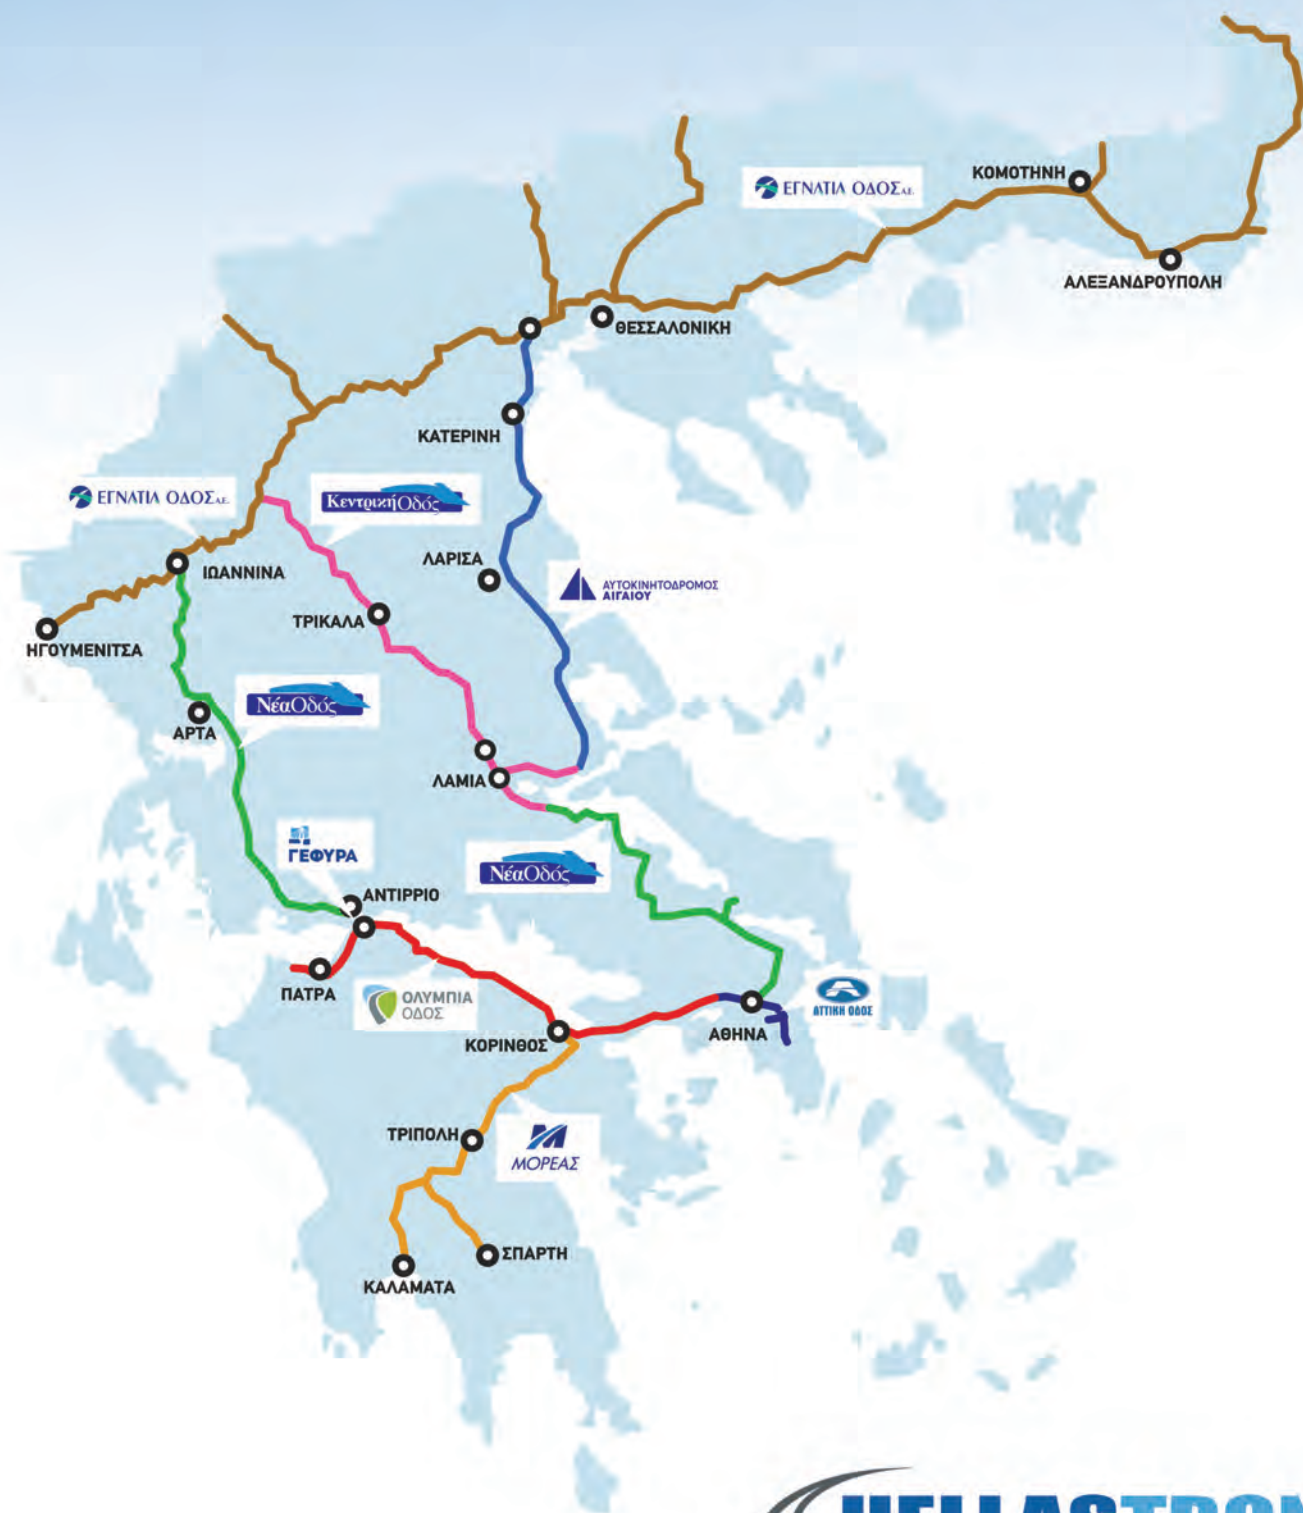 ΕΓΝΑΤΙΑ ΟΔΟΣ Α.Ε.
ΚΟΜΟΤΗΝΗ
ΑΛΕΞΑΝΔΡΟΥΠΟΛΗ
ΘΕΣΣΑΛΟΝΙΚΗ
ΚΑΤΕΡΙΝΗ
ΕΓΝΑΤΙΑ ΟΔΟΣ Α.Ε.
ΚεντρικήΟδός
ΛΑΡΙΣΑ
ΙΩΑΝΝΙΝΑ
ΑΥΤΟΚΙΝΗΤΟΔΡΟΜΟΣ
ΑΙΓΑΙΟΥ
ΤΡΙΚΑΛΑ
ΗΓΟΥΜΕΝΙΤΣΑ
ΝέαΟδός
ΑΡΤΑ
ΛΑΜΙΑ
ΓΕΦΥΡΑ
ΝέαΟδός
ΑΝΤΙΡΡΙΟ
ΠΑΤΡΑ
ΟΛΥΜΠΙΑ
ΟΔΟΣ
ΑΤΤΙΚΗ ΟΔΟΣ
ΑΘΗΝΑ
ΚΟΡΙΝΘΟΣ
ΤΡΙΠΟΛΗ
ΜΟΡΕΑΣ
ΣΠΑΡΤΗ
ΚΑΛΑΜΑΤΑ